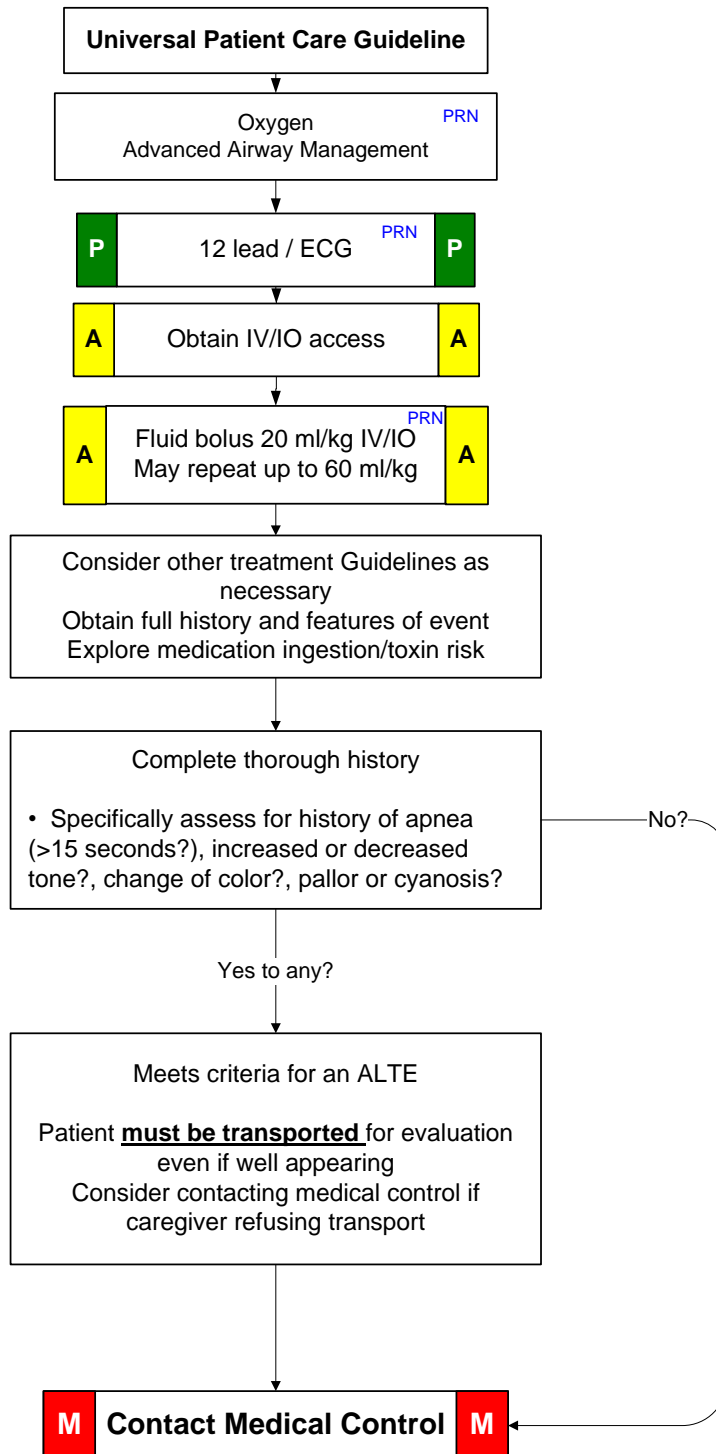 Universal Patient Care Guideline
Oxygen PRN
Advanced Airway Management
P 12 lead / ECG PRN P
A Obtain IV/IO access A
PRN
Fluid bolus 20 ml/kg IV/IO
A A
May repeat up to 60 ml/kg
Consider other treatment Guidelines as
necessary
Obtain full history and features of event
Explore medication ingestion/toxin risk
Complete thorough history
• Specifically assess for history of apnea
(>15 seconds?), increased or decreased
tone?, change of color?, pallor or cyanosis?
No?
Yes to any?
Meets criteria for an ALTE
Patient must be transported for evaluation
even if well appearing
Consider contacting medical control if
caregiver refusing transport
M Contact Medical Control M